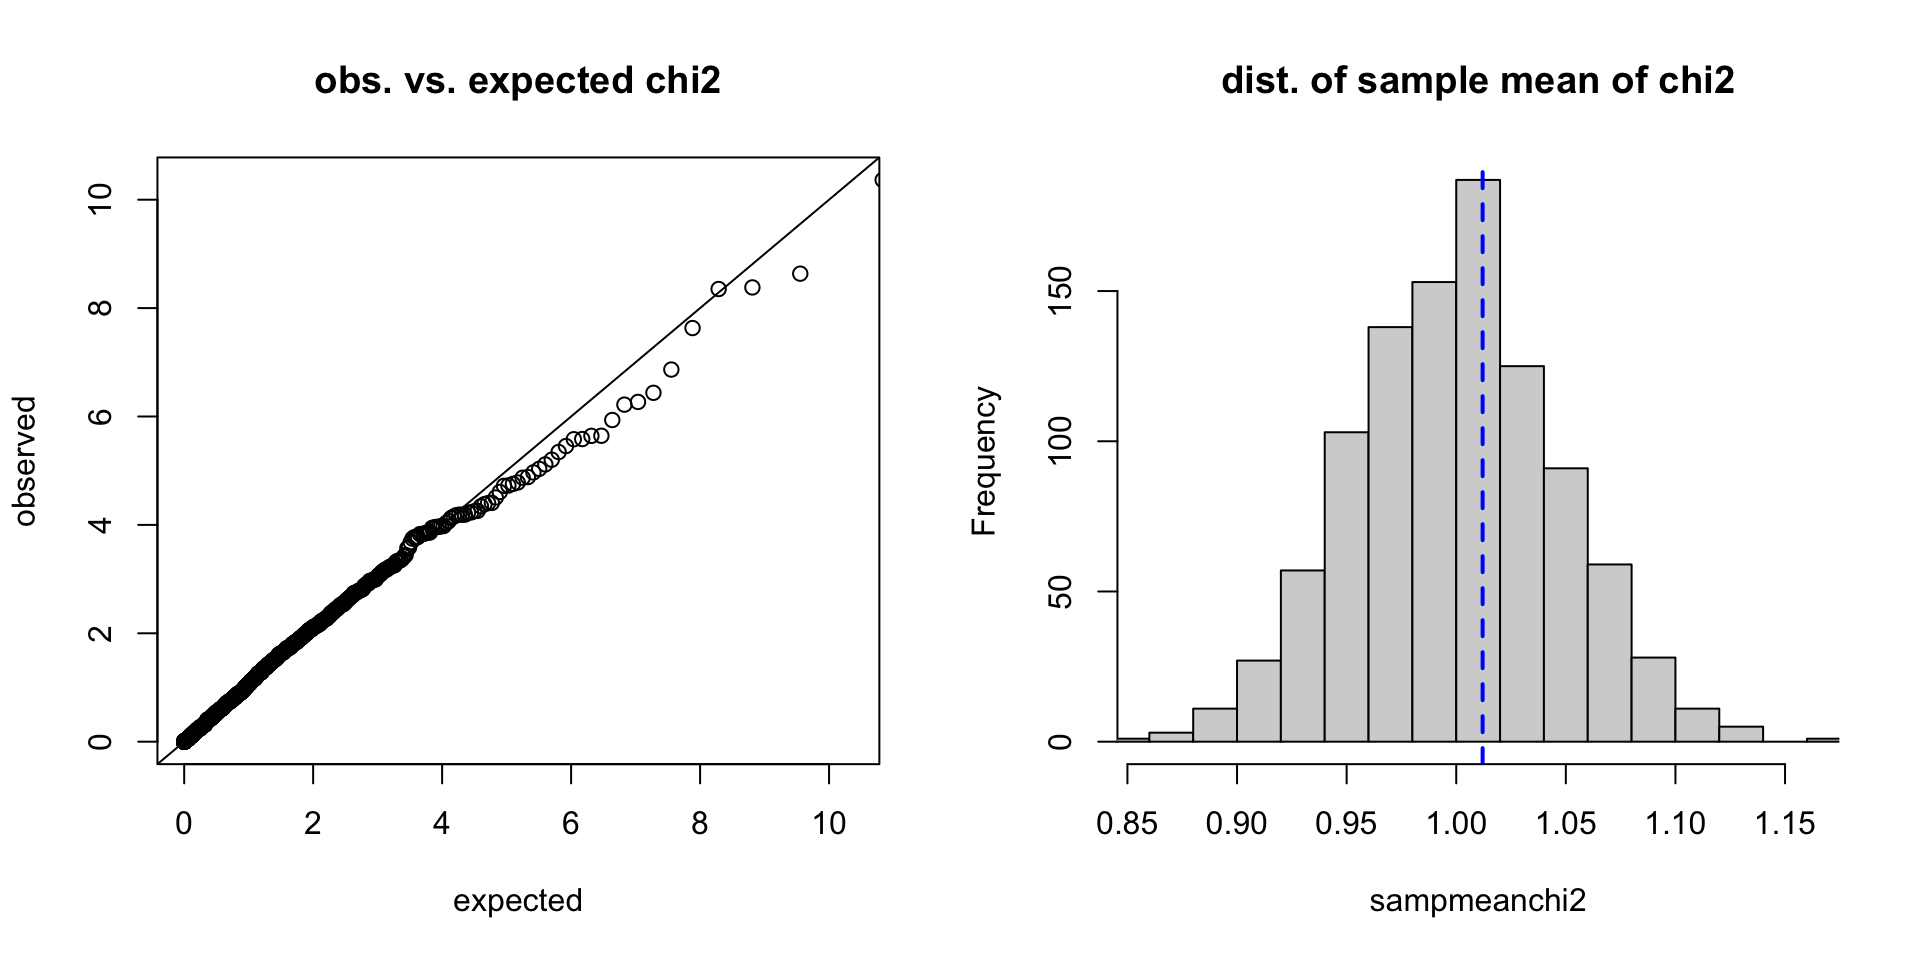 obs. vs. expected chi2
observed
0
2
4
6
8
10
0 2 4 6 8 10
expected
dist. of sample mean of chi2
Frequency
0
50
100
150
0.85 0.90 0.95 1.00 1.05 1.10 1.15
sampmeanchi2